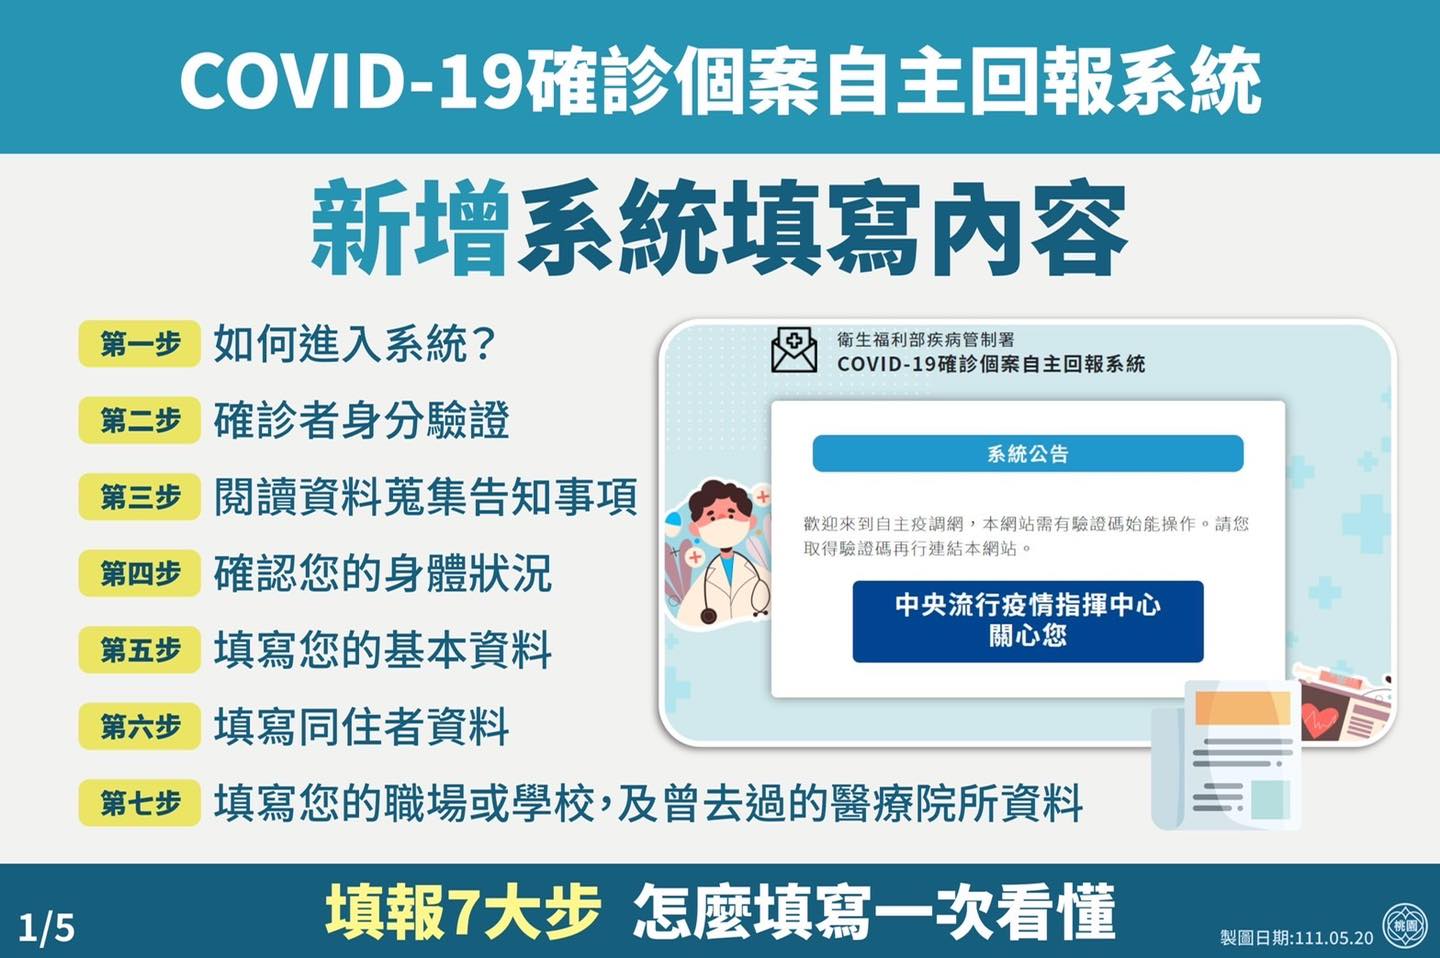 COVID-19確診個案自主回報系統
新增系統填寫內容
第一步 如何進入系統?
第二步 確診者身分驗證
第三步 閱讀資料蒐集告知事項
第四步 確認您的身體狀況
第五步 填寫您的基本資料
第六步 填寫同住者資料
第七步 填寫您的職場或學校,及曾去過的醫療院所資料
衛生福利部疾病管制署
COVID-19確診個案自主回報系統
系統公告
歡迎來到自主疫調網，本網站需有驗證碼始能操作。請您
取得驗證碼再行連結本網站。
中央流行疫情指揮中心
關心您
填報7大步 怎麼填寫一次看懂
1/5
製圖日期:111.05.20
桃園